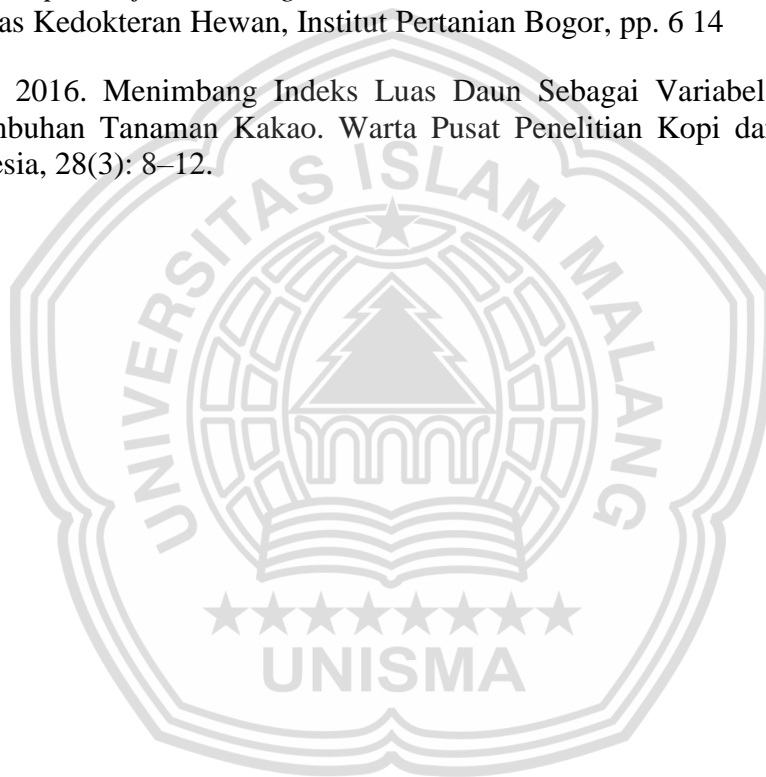 as Kedokteran Hewan, Institut Pertanian Bogor, pp. 6 14
2016. Menimbang Indeks Luas Daun Sebagai Variabel
mbuhan Tanaman Kakao. Warta Pusat Penelitian Kopi da
esia, 28(3): 8–12.
UNIVERSITAS ISLAM MALANG
UNISMA